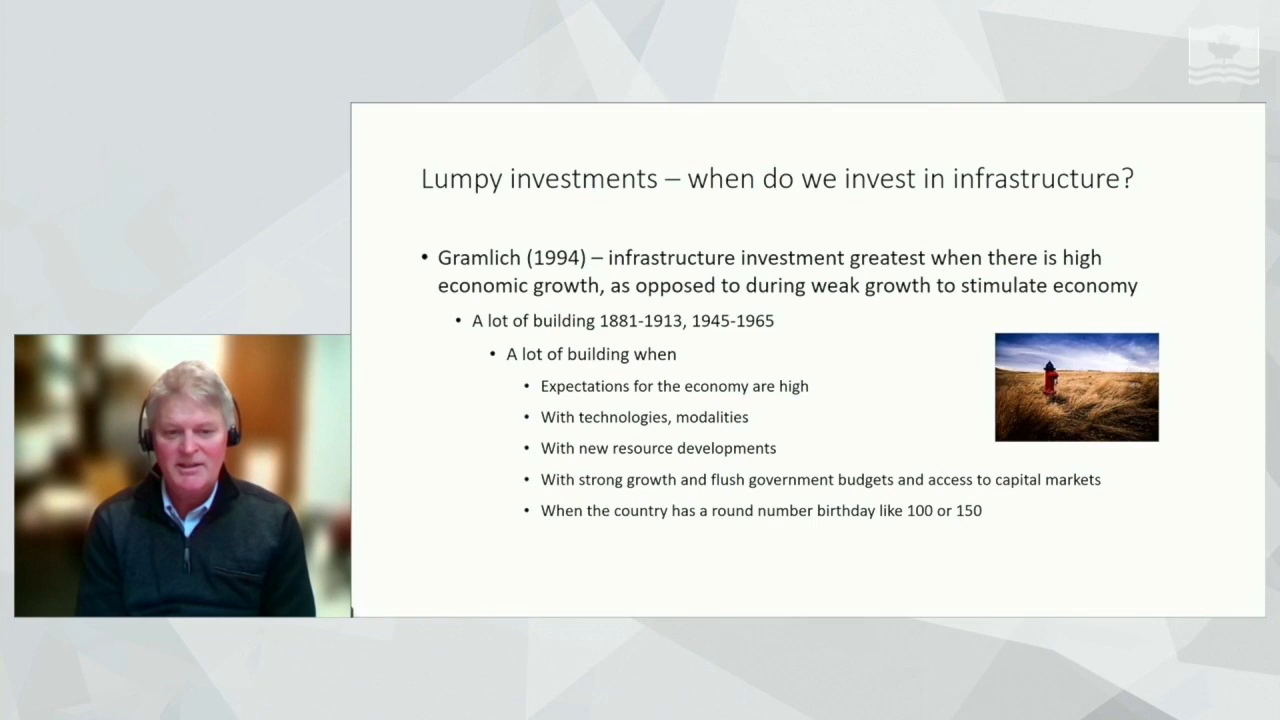 Lumpy investments – when do we invest in infrastructure?
• Gramlich (1994) – infrastructure investment greatest when there is high
economic growth, as opposed to during weak growth to stimulate economy
• A lot of building 1881-1913, 1945-1965
• A lot of building when
• Expectations for the economy are high
• With technologies, modalities
• With new resource developments
• With strong growth and flush government budgets and access to capital markets
• When the country has a round number birthday like 100 or 150